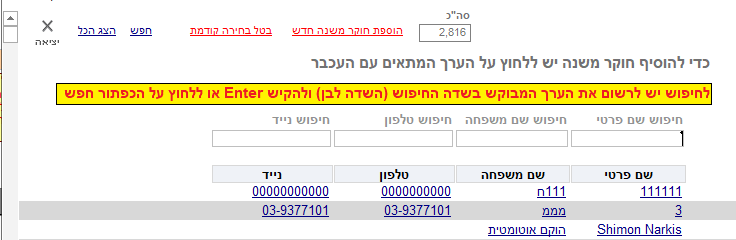 סה"כ
יציאה הצג הכל חפש בטל בחירה קודמת הוספת חוקר משנה חדש 2,816
כדי להוסיף חוקר משנה יש ללחוץ על הערך המתאים עם העכבר
לחיפוש יש לרשום את הערך המבוקש בשדה החיפוש (השדה לבן) ולהקיש Enter או ללחוץ על הכפתור חפש
חיפוש שם פרטי חיפוש שם משפחה חיפוש טלפון חיפוש נייד
שם פרטי שם משפחה טלפון נייד
111111 111ח 0000000000 00000000000
3 מממ 03-9377101 03-9377101
Shimon Narkis הוקם אוטומטית